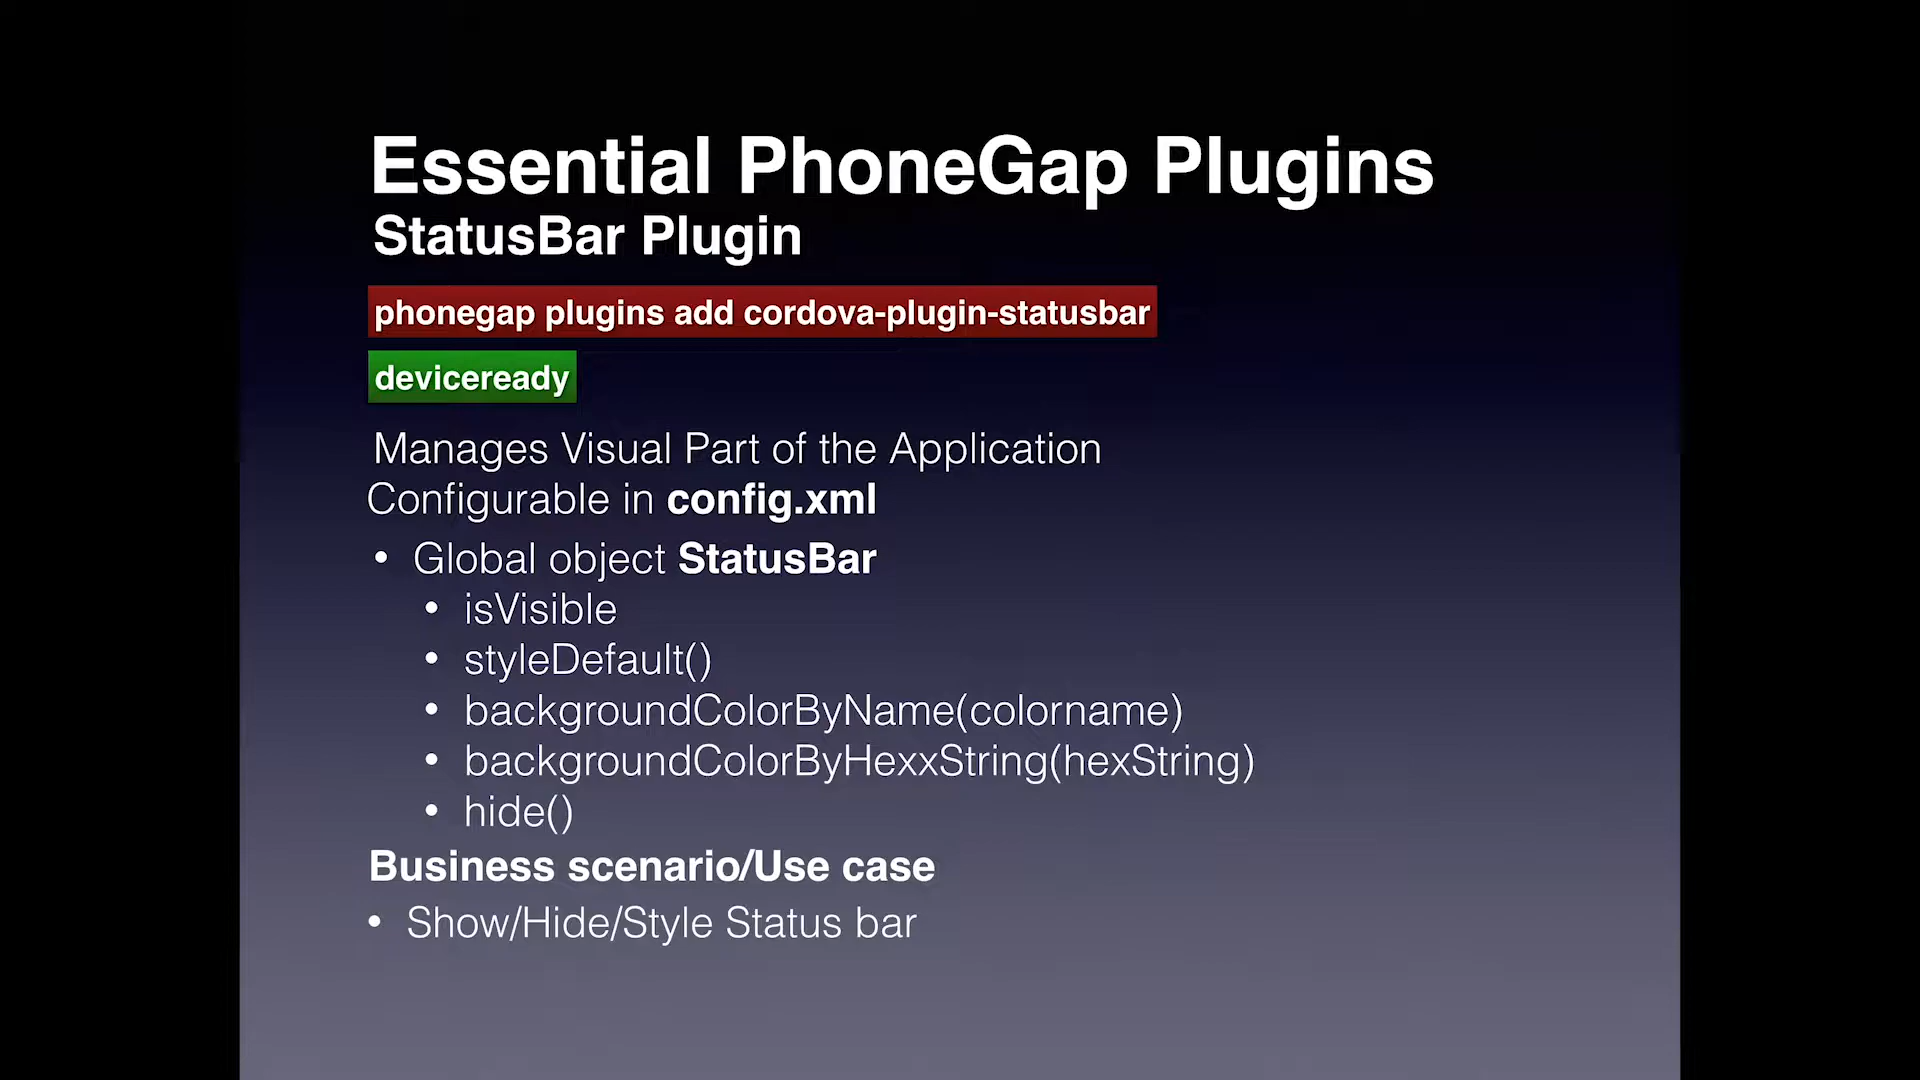 Essential PhoneGap Plugins
StatusBar Plugin
phonegap plugins add cordova-plugin-statusbar
deviceready
Manages Visual Part of the Application
Configurable in config.xml
• Global object StatusBar
• isVisible
• styleDefault()
• backgroundColorByName(colorname)
• backgroundColorByHexxString(hexString)
• hide()
Business scenario/Use case
• Show/Hide/Style Status bar